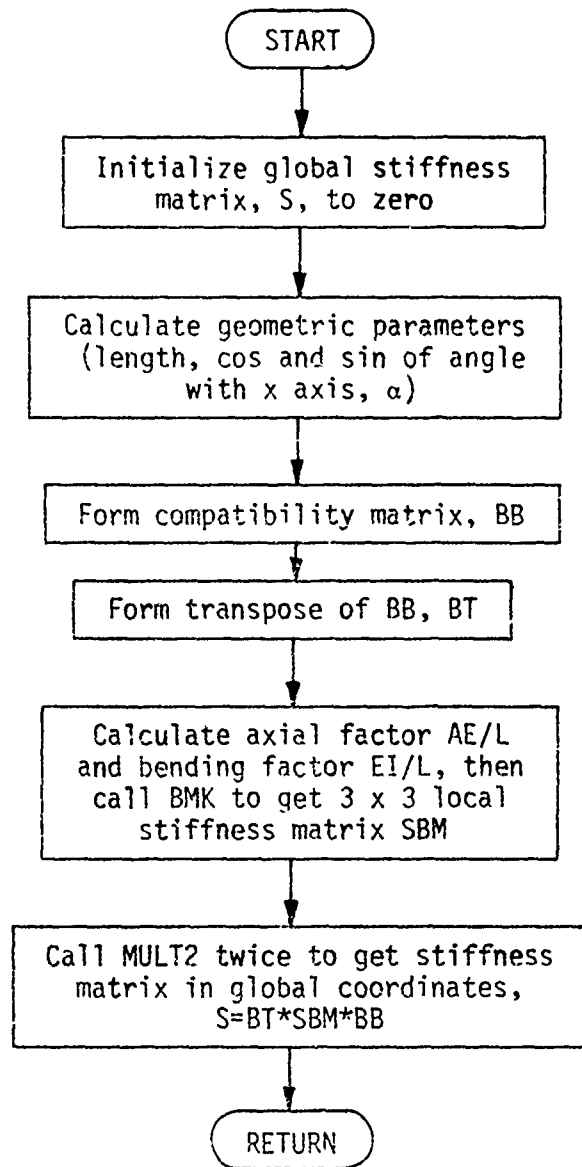 START
Initialize global stiffness
matrix, S, to zero
Calculate geometric parameters
(length, cos and sin of angle
with x axis, α)
Form compatibility matrix, BB
Form transpose of BB, BT
Calculate axial factor AE/L
and bending factor EI/L, then
call BMK to get 3 x 3 local
stiffness matrix SBM
Call MULT2 twice to get stiffness
matrix in global coordinates,
S=BT*SBM*BB
RETURN